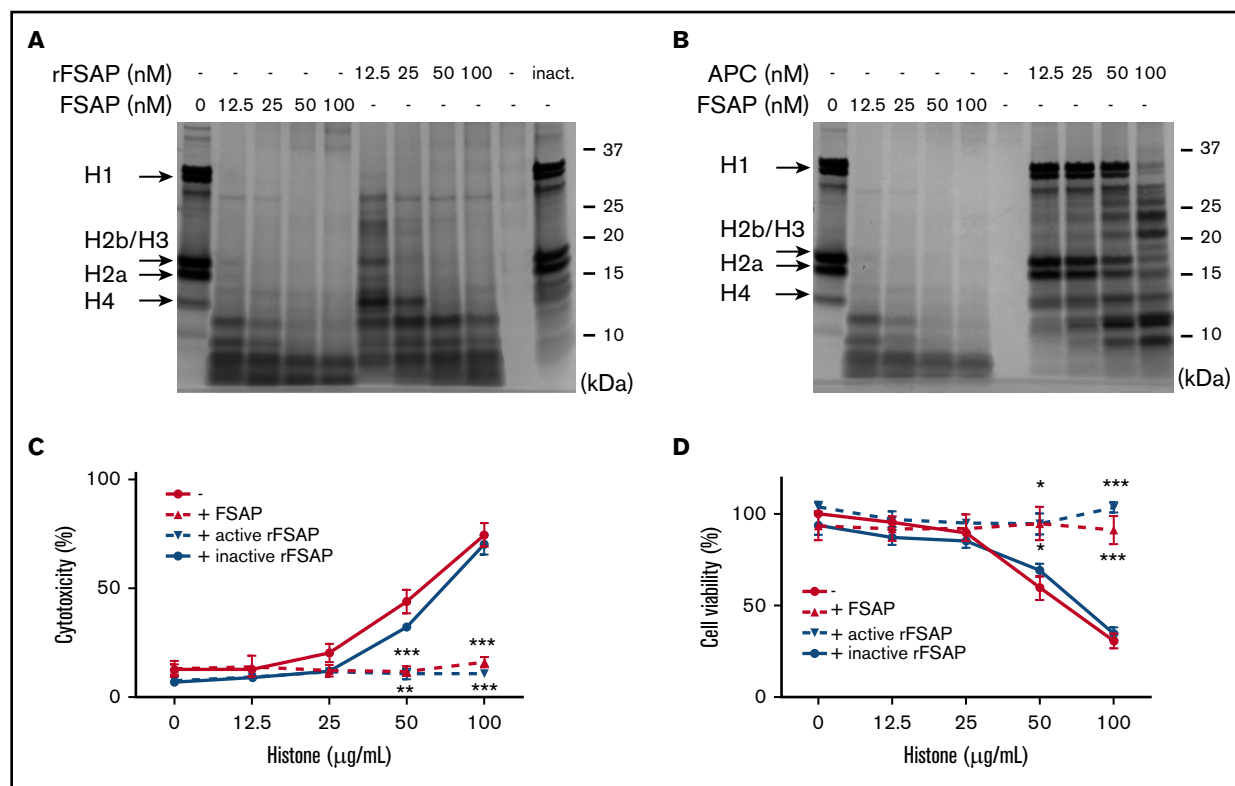 A
rFSAP (nM) - - - - - 12.5 25 50 100 - inact.
FSAP (nM) 0 12.5 25 50 100 - - - - - -
37
H1
25
20
H2b/H3
H2a
15
H4
10
(kDa)
B
APC (nM) - - - - - - 12.5 25 50 100
FSAP (nM) 0 12.5 25 50 100 - - - - -
37
H1
25
20
H2b/H3
H2a
15
H4
10
(kDa)
C
100
-
+ FSAP
+ active rFSAP
+ inactive rFSAP
Cytotoxicity (%)
50
*** ***
** ***
0
0 12.5 25 50 100
Histone (μg/mL)
D
* ***
100
* ***
Cell viability (%)
50
-
+ FSAP
+ active rFSAP
+ inactive rFSAP
0
0 12.5 25 50 100
Histone (μg/mL)